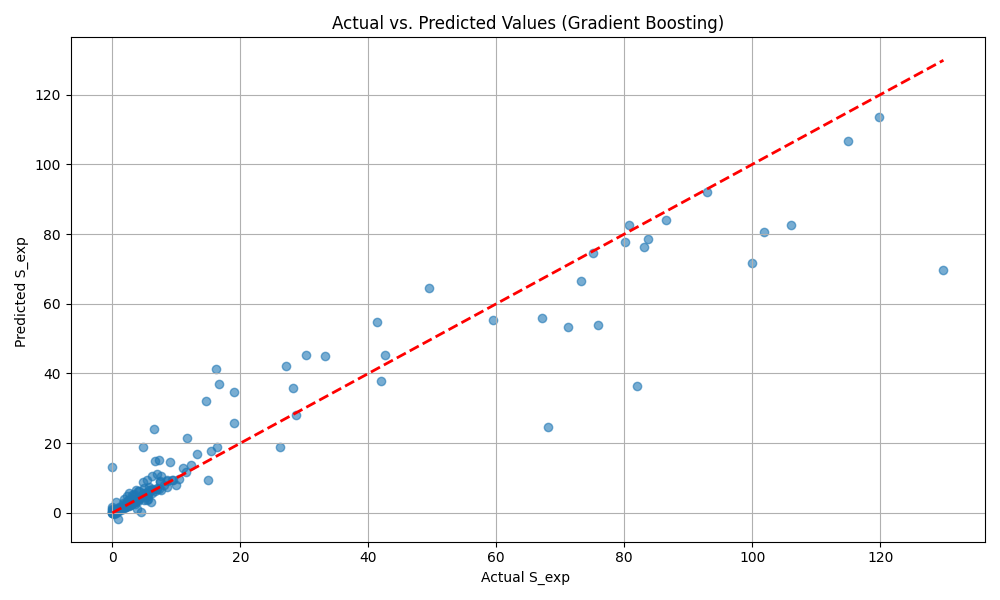 Actual vs. Predicted Values (Gradient Boosting)
120
100
80
60
40
20
0
Predicted S_exp
0 20 40 60 80 100 120
Actual S_exp